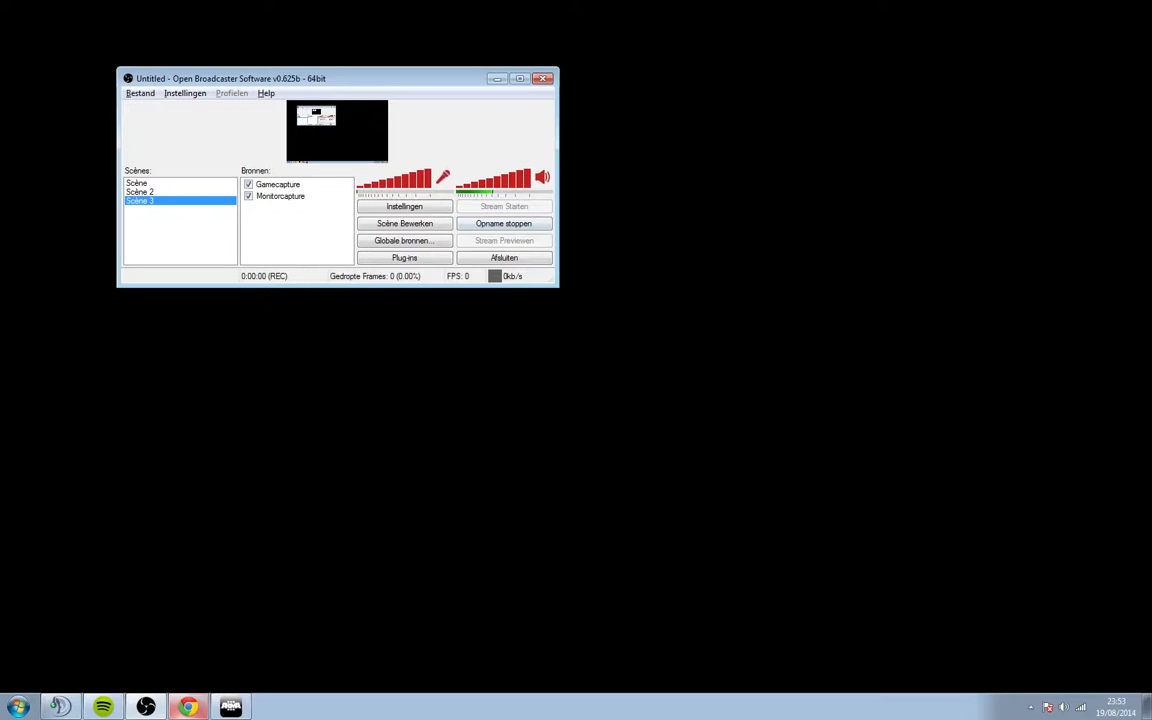 Untitled - Open Broadcaster Software v0.625b - 64bit
Bestand Instellingen Profielen Help
Scènes: Bronnen:
Scène
Scène 2
Scène 3
Gamecapture
Monitorcapture
Instellingen Stream Starten
Scène Bewerken Opname stoppen
Globale bronnen... Stream Previewen
Plug-ins Afsluiten
0:00:00 (REC) Gedropte Frames: 0 (0.00%) FPS: 0 0kb/s
23:53
19/08/2014